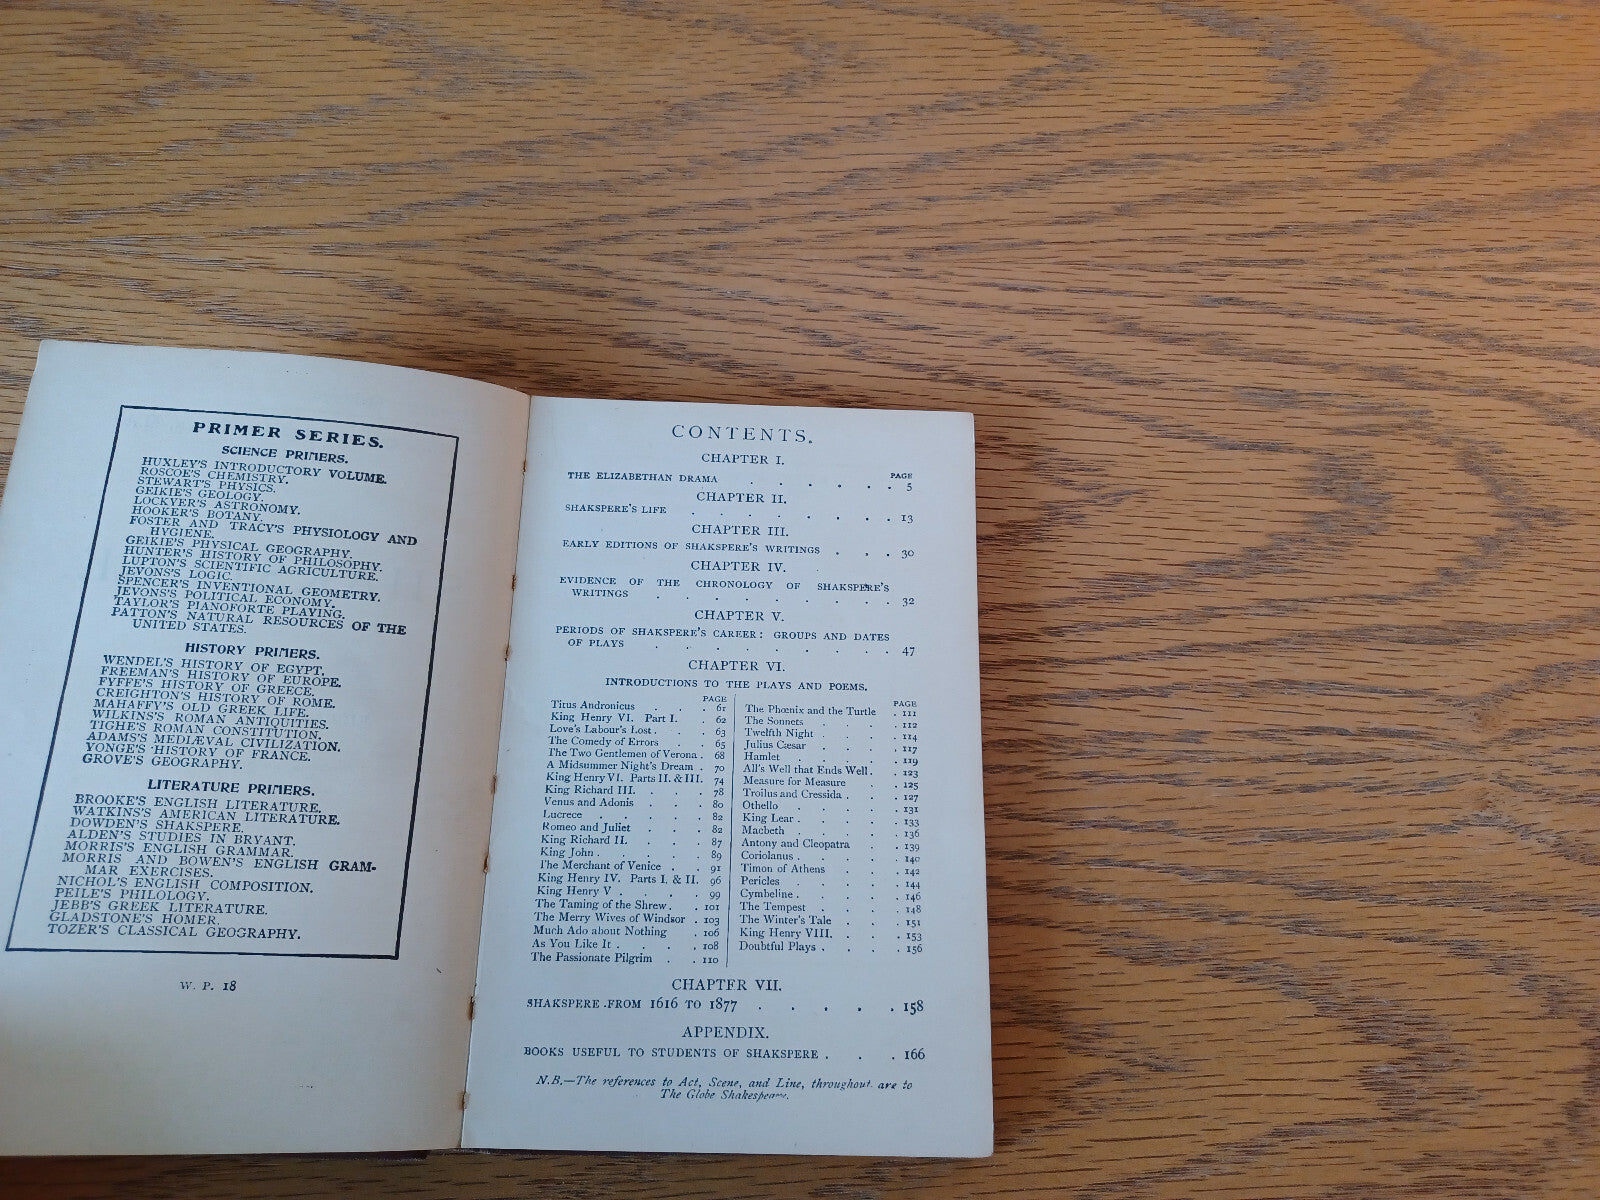 PRIMER SERIES.
SCIENCE PRIMERS.
HUXLEY'S INTRODUCTORY VOLUME.
ROSCOE'S CHEMISTRY.
STEWART'S PHYSICS.
GEIKIE'S GEOLOGY.
LOCKYER'S ASTRONOMY.
HOOKER'S BOTANY.
FOSTER AND TRACY'S PHYSIOLOGY AND
HYGIENE.
GEIKIE'S PHYSICAL GEOGRAPHY.
HUNTER'S HISTORY OF PHILOSOPHY.
LUPTON'S SCIENTIFIC AGRICULTURE.
JEVONS'S LOGIC.
SPENCER'S INVENTIONAL GEOMETRY.
JEVONS'S POLITICAL ECONOMY.
TAYLOR'S PIANOFORTE PLAYING.
PATTON'S NATURAL RESOURCES OF THE
UNITED STATES.
HISTORY PRIMERS.
WENDEL'S HISTORY OF EGYPT.
FREEMAN'S HISTORY OF EUROPE.
FYFFE'S HISTORY OF GREECE.
CREIGHTON'S HISTORY OF ROME.
MAHAFFY'S OLD GREEK LIFE.
WILKINS'S ROMAN ANTIQUITIES.
TIGHE'S ROMAN CONSTITUTION.
ADAMS'S MEDIÆVAL CIVILIZATION.
YONGE'S HISTORY OF FRANCE.
GROVE'S GEOGRAPHY.
LITERATURE PRIMERS.
BROOKE'S ENGLISH LITERATURE.
WATKINS'S AMERICAN LITERATURE.
DOWDEN'S SHAKSPERE.
ALDEN'S STUDIES IN BRYANT.
MORRIS'S ENGLISH GRAMMAR.
MORRIS AND BOWEN'S ENGLISH GRAM-
MAR EXERCISES.
NICHOL'S ENGLISH COMPOSITION.
PEILE'S PHILOLOGY.
JEBB'S GREEK LITERATURE.
GLADSTONE'S HOMER.
TOZER'S CLASSICAL GEOGRAPHY.
W. P. 18
CONTENTS.
CHAPTER I.
PAGE
THE ELIZABETHAN DRAMA . . . . . . 5
CHAPTER II.
SHAKSPERE'S LIFE . . . . . . . . 13
CHAPTER III.
EARLY EDITIONS OF SHAKSPERE'S WRITINGS . . . 30
CHAPTER IV.
EVIDENCE OF THE CHRONOLOGY OF SHAKSPERE'S
WRITINGS . . . . . . . . . 32
CHAPTER V.
PERIODS OF SHAKSPERE'S CAREER: GROUPS AND DATES
OF PLAYS . . . . . . . . . 47
CHAPTER VI.
INTRODUCTIONS TO THE PLAYS AND POEMS.
PAGE
Titus Andronicus . . . 61
King Henry VI. Part I. . 62
Love's Labour's Lost . . . 63
The Comedy of Errors . . 65
The Two Gentlemen of Verona . 68
A Midsummer Night's Dream . 70
King Henry VI. Parts II. & III. 74
King Richard III. . . . 78
Venus and Adonis . . . 80
Lucrece . . . . . 82
Romeo and Juliet . . . 82
King Richard II. . . . 87
King John . . . . . 89
The Merchant of Venice . . 91
King Henry IV. Parts I. & II. 96
King Henry V . . . . 99
The Taming of the Shrew . . 101
The Merry Wives of Windsor . 103
Much Ado about Nothing . 106
As You Like It . . . . 108
The Passionate Pilgrim . . 110
PAGE
The Phœnix and the Turtle . 111
The Sonnets . . . . 112
Twelfth Night . . . . 114
Julius Cæsar . . . . 117
Hamlet . . . . . 119
All's Well that Ends Well . . 123
Measure for Measure . . 125
Troilus and Cressida . . . 127
Othello . . . . . 131
King Lear . . . . . 133
Macbeth . . . . . 136
Antony and Cleopatra . . 139
Coriolanus . . . . . 140
Timon of Athens . . . 142
Pericles . . . . . 144
Cymbeline . . . . . 146
The Tempest . . . . 148
The Winter's Tale . . . 151
King Henry VIII. . . . 153
Doubtful Plays . . . . 156
CHAPTER VII.
SHAKSPERE FROM 1616 TO 1877 . . . . . 158
APPENDIX.
BOOKS USEFUL TO STUDENTS OF SHAKSPERE . . . 166
N.B.—The references to Act, Scene, and Line, throughout are to
The Globe Shakespeare.